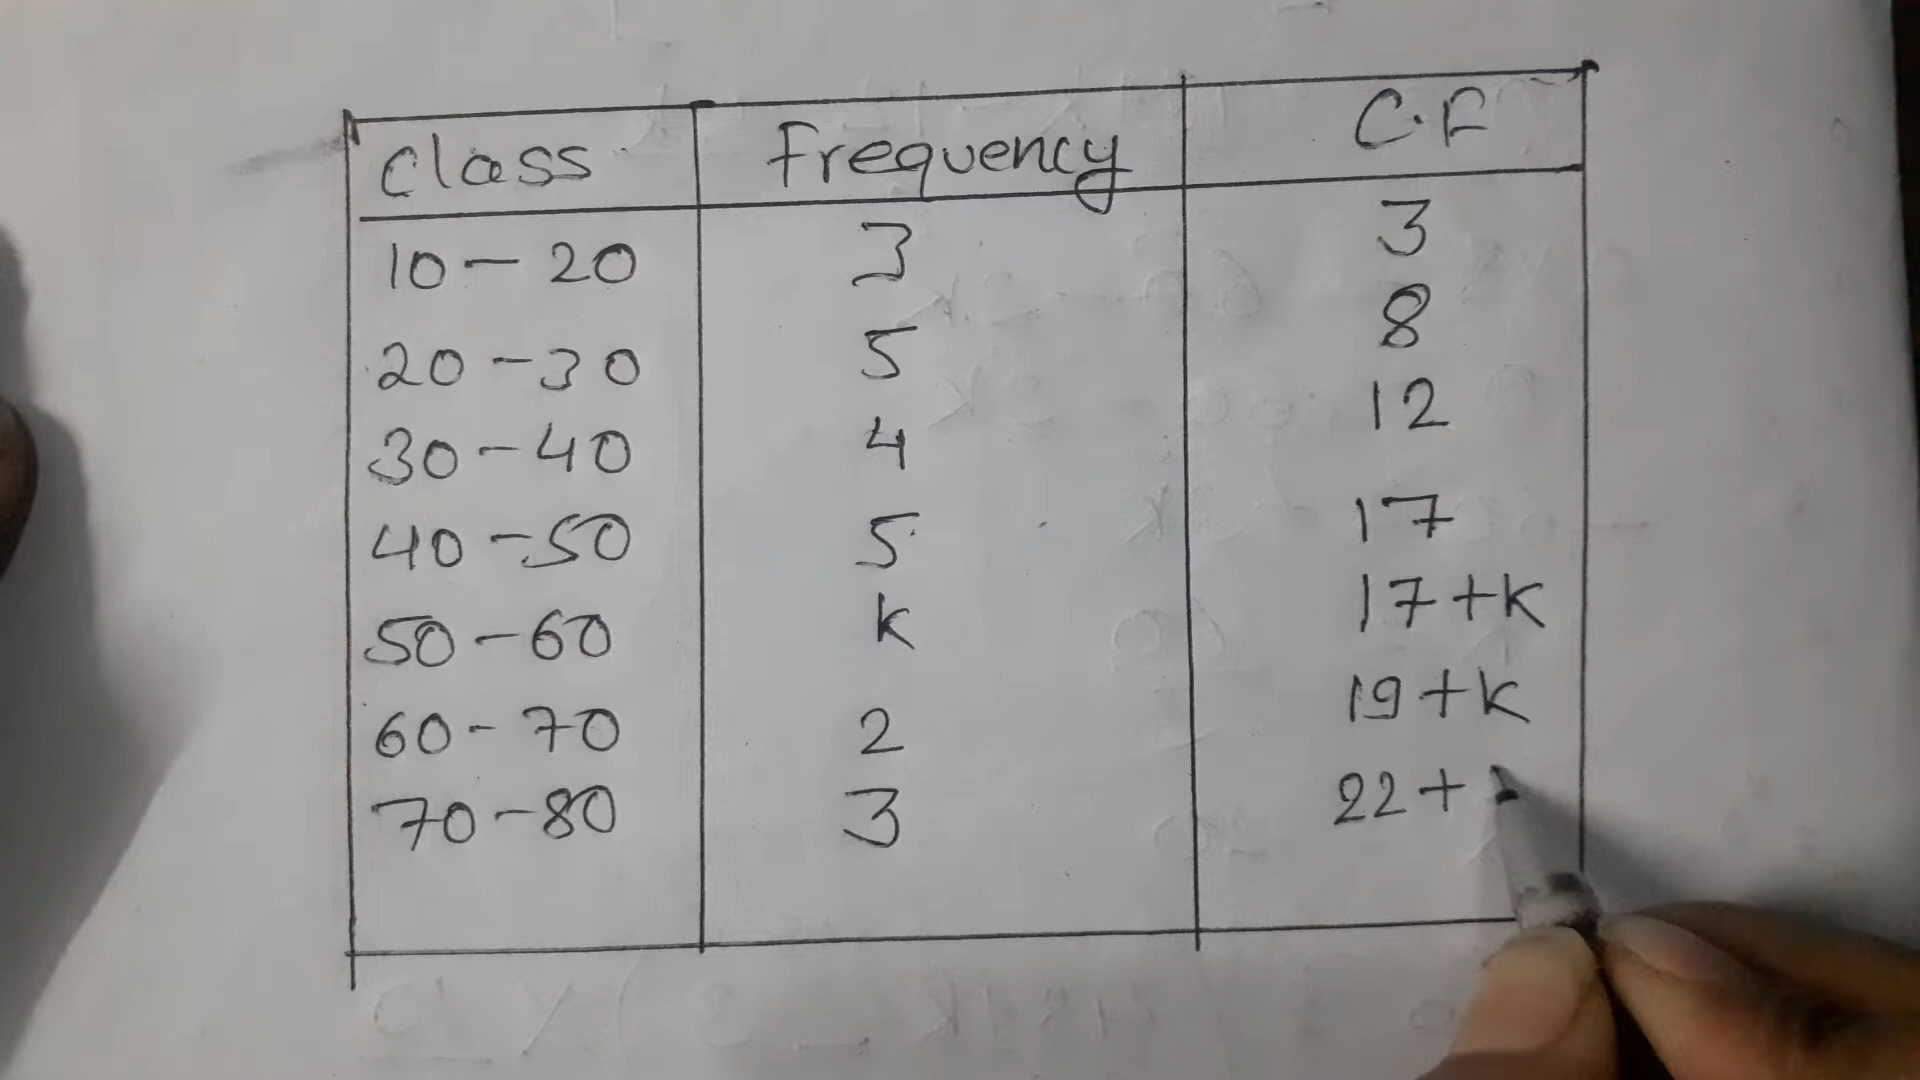 Class Frequency C.F
10 – 20 3 3
20 – 30 5 8
30 – 40 4 12
40 – 50 5 17
50 – 60 K 17 + K
60 – 70 2 19 + K
70 – 80 3 22 +